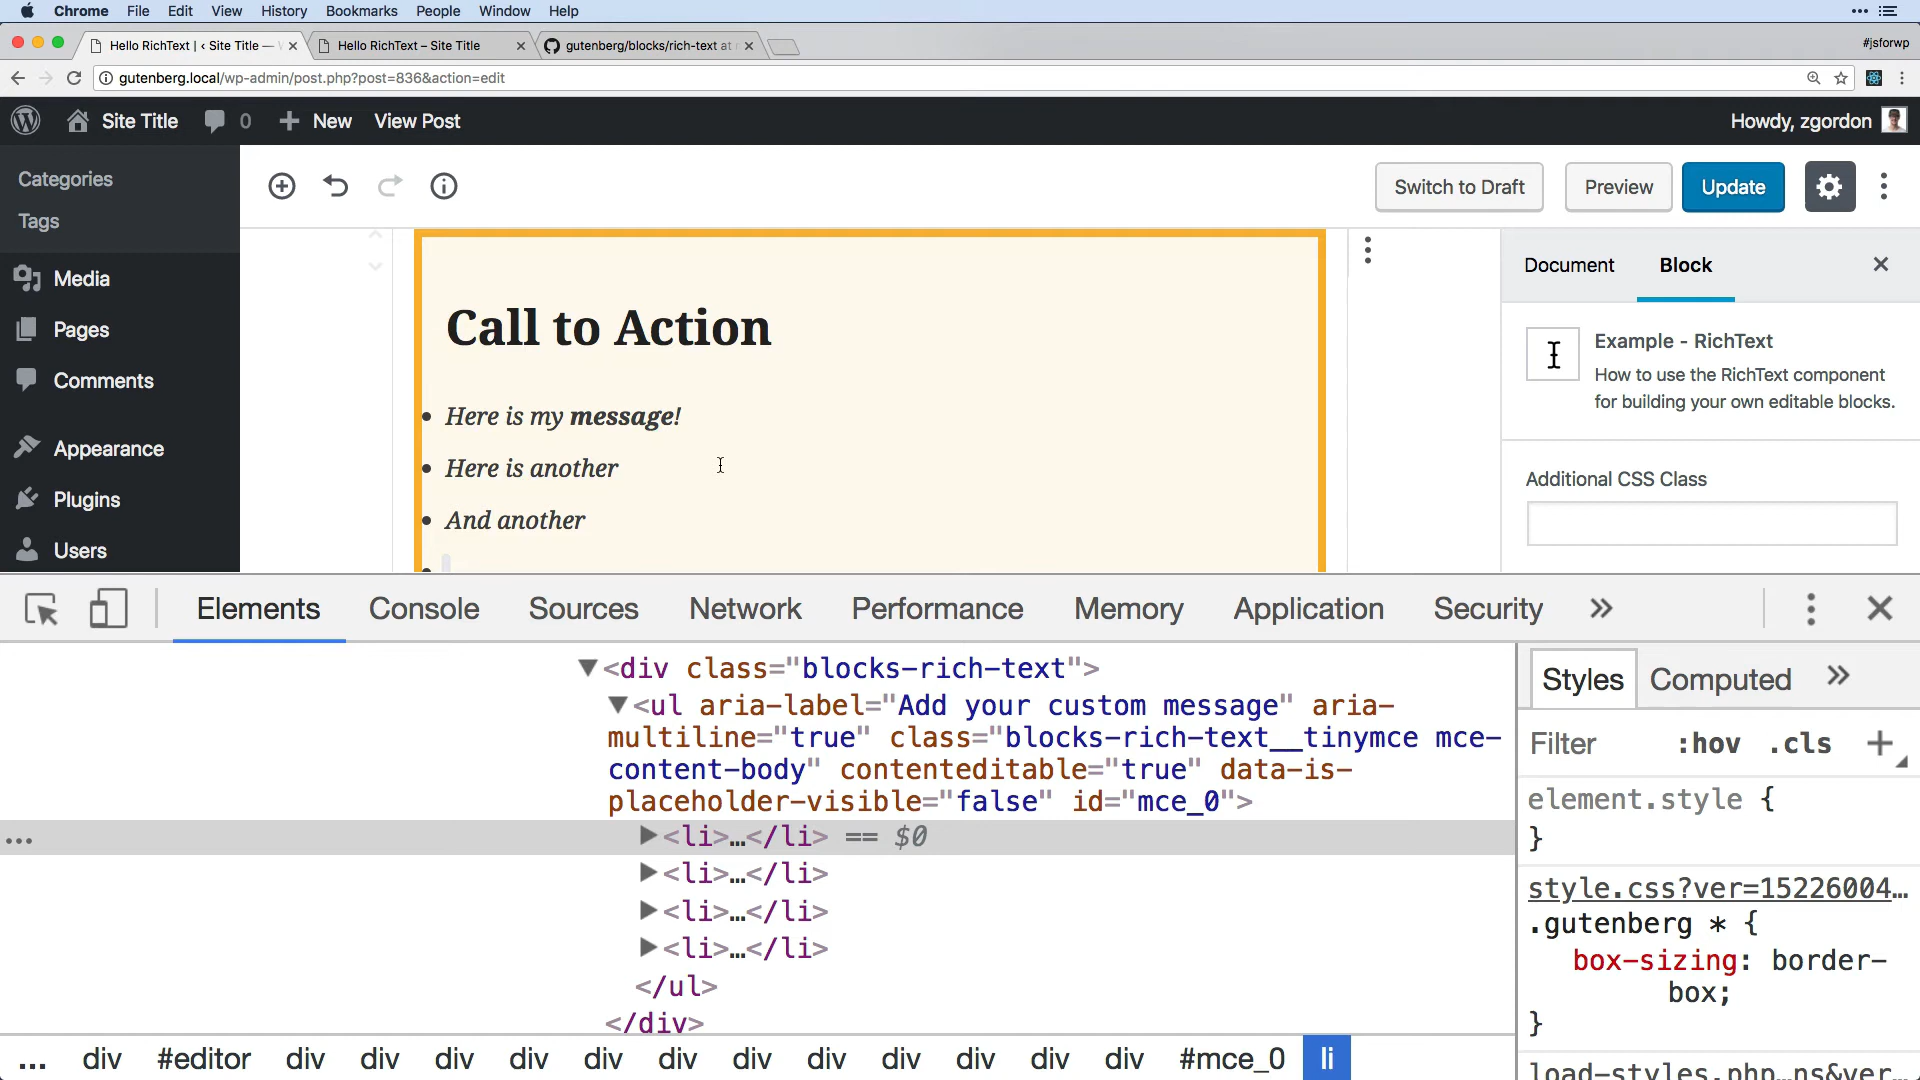 Chrome File Edit View History Bookmarks People Window Help
Hello RichText | ‹ Site Title —
Hello RichText – Site Title
gutenberg/blocks/rich-text at
#jsforwp
gutenberg.local/wp-admin/post.php?post=836&action=edit
Site Title 0 New View Post Howdy, zgordon
Categories
Tags
Media
Pages
Comments
Appearance
Plugins
Users
Switch to Draft Preview Update
Call to Action
• Here is my message!
• Here is another
• And another
Document Block
Example - RichText
How to use the RichText component
for building your own editable blocks.
Additional CSS Class
Elements Console Sources Network Performance Memory Application Security »
▼<div class="blocks-rich-text">
▼<ul aria-label="Add your custom message" aria-
multiline="true" class="blocks-rich-text__tinymce mce-
content-body" contenteditable="true" data-is-
placeholder-visible="false" id="mce_0">
… ▶<li>…</li> == $0
▶<li>…</li>
▶<li>…</li>
▶<li>…</li>
</ul>
</div>
Styles Computed »
Filter :hov .cls +
element.style {
}
style.css?ver=15226004…
.gutenberg * {
box-sizing: border-
box;
}
load-styles.php…ns&ver…
… div #editor div div div div div div div div div div div div #mce_0 li